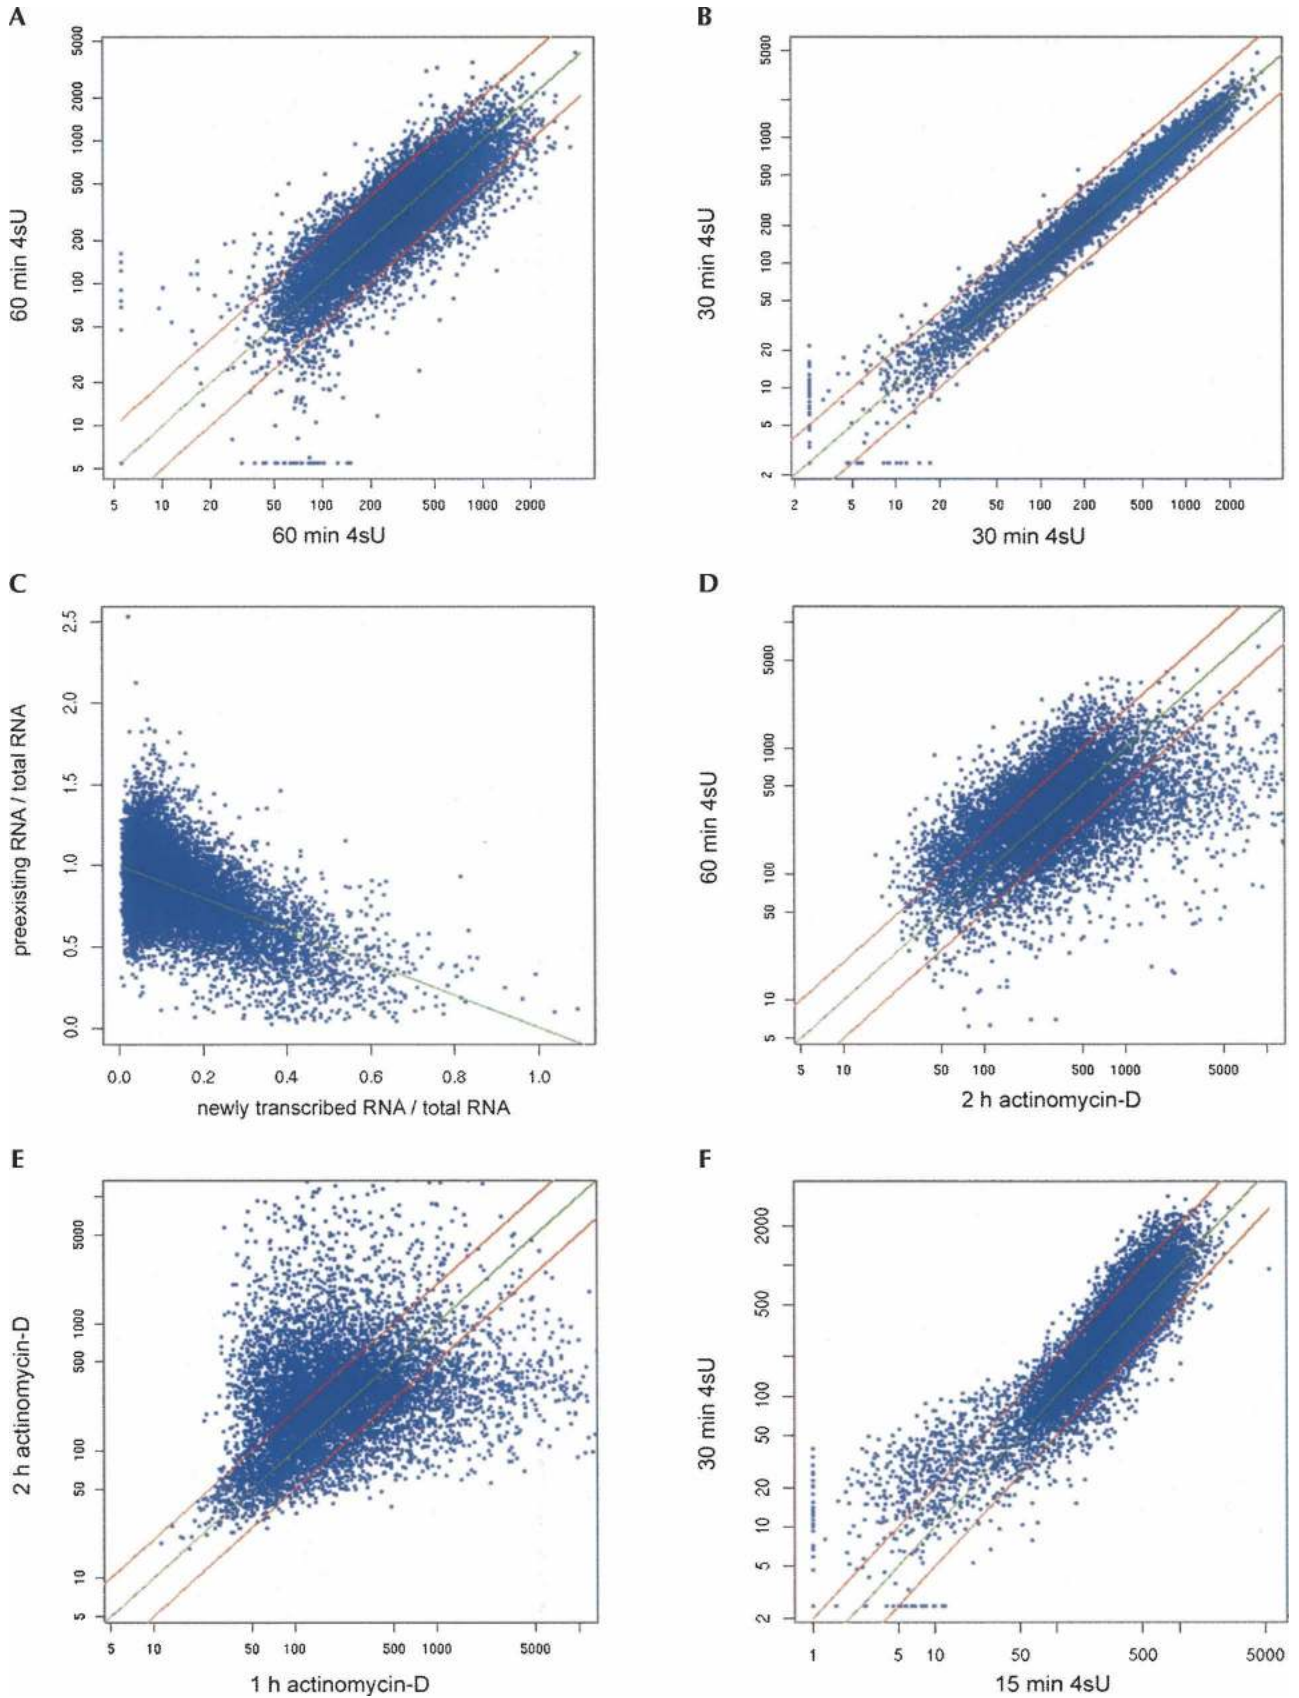 A
5000
2000
1000
500
200
100
50
20
10
5
60 min 4sU
5 10 20 50 100 200 500 1000 2000
60 min 4sU
B
5000
1000
500
200
100
50
20
10
5
2
30 min 4sU
2 5 10 20 50 100 200 500 1000 2000
30 min 4sU
C
2.5
2.0
1.5
1.0
0.5
0.0
preexisting RNA / total RNA
0.0 0.2 0.4 0.6 0.8 1.0
newly transcribed RNA / total RNA
D
5000
1000
500
100
50
10
5
60 min 4sU
5 10 50 100 500 1000 5000
2 h actinomycin-D
E
5000
1000
500
100
50
10
5
2 h actinomycin-D
5 10 50 100 500 1000 5000
1 h actinomycin-D
F
2000
500
100
50
20
10
5
2
30 min 4sU
1 5 10 50 500 5000
15 min 4sU